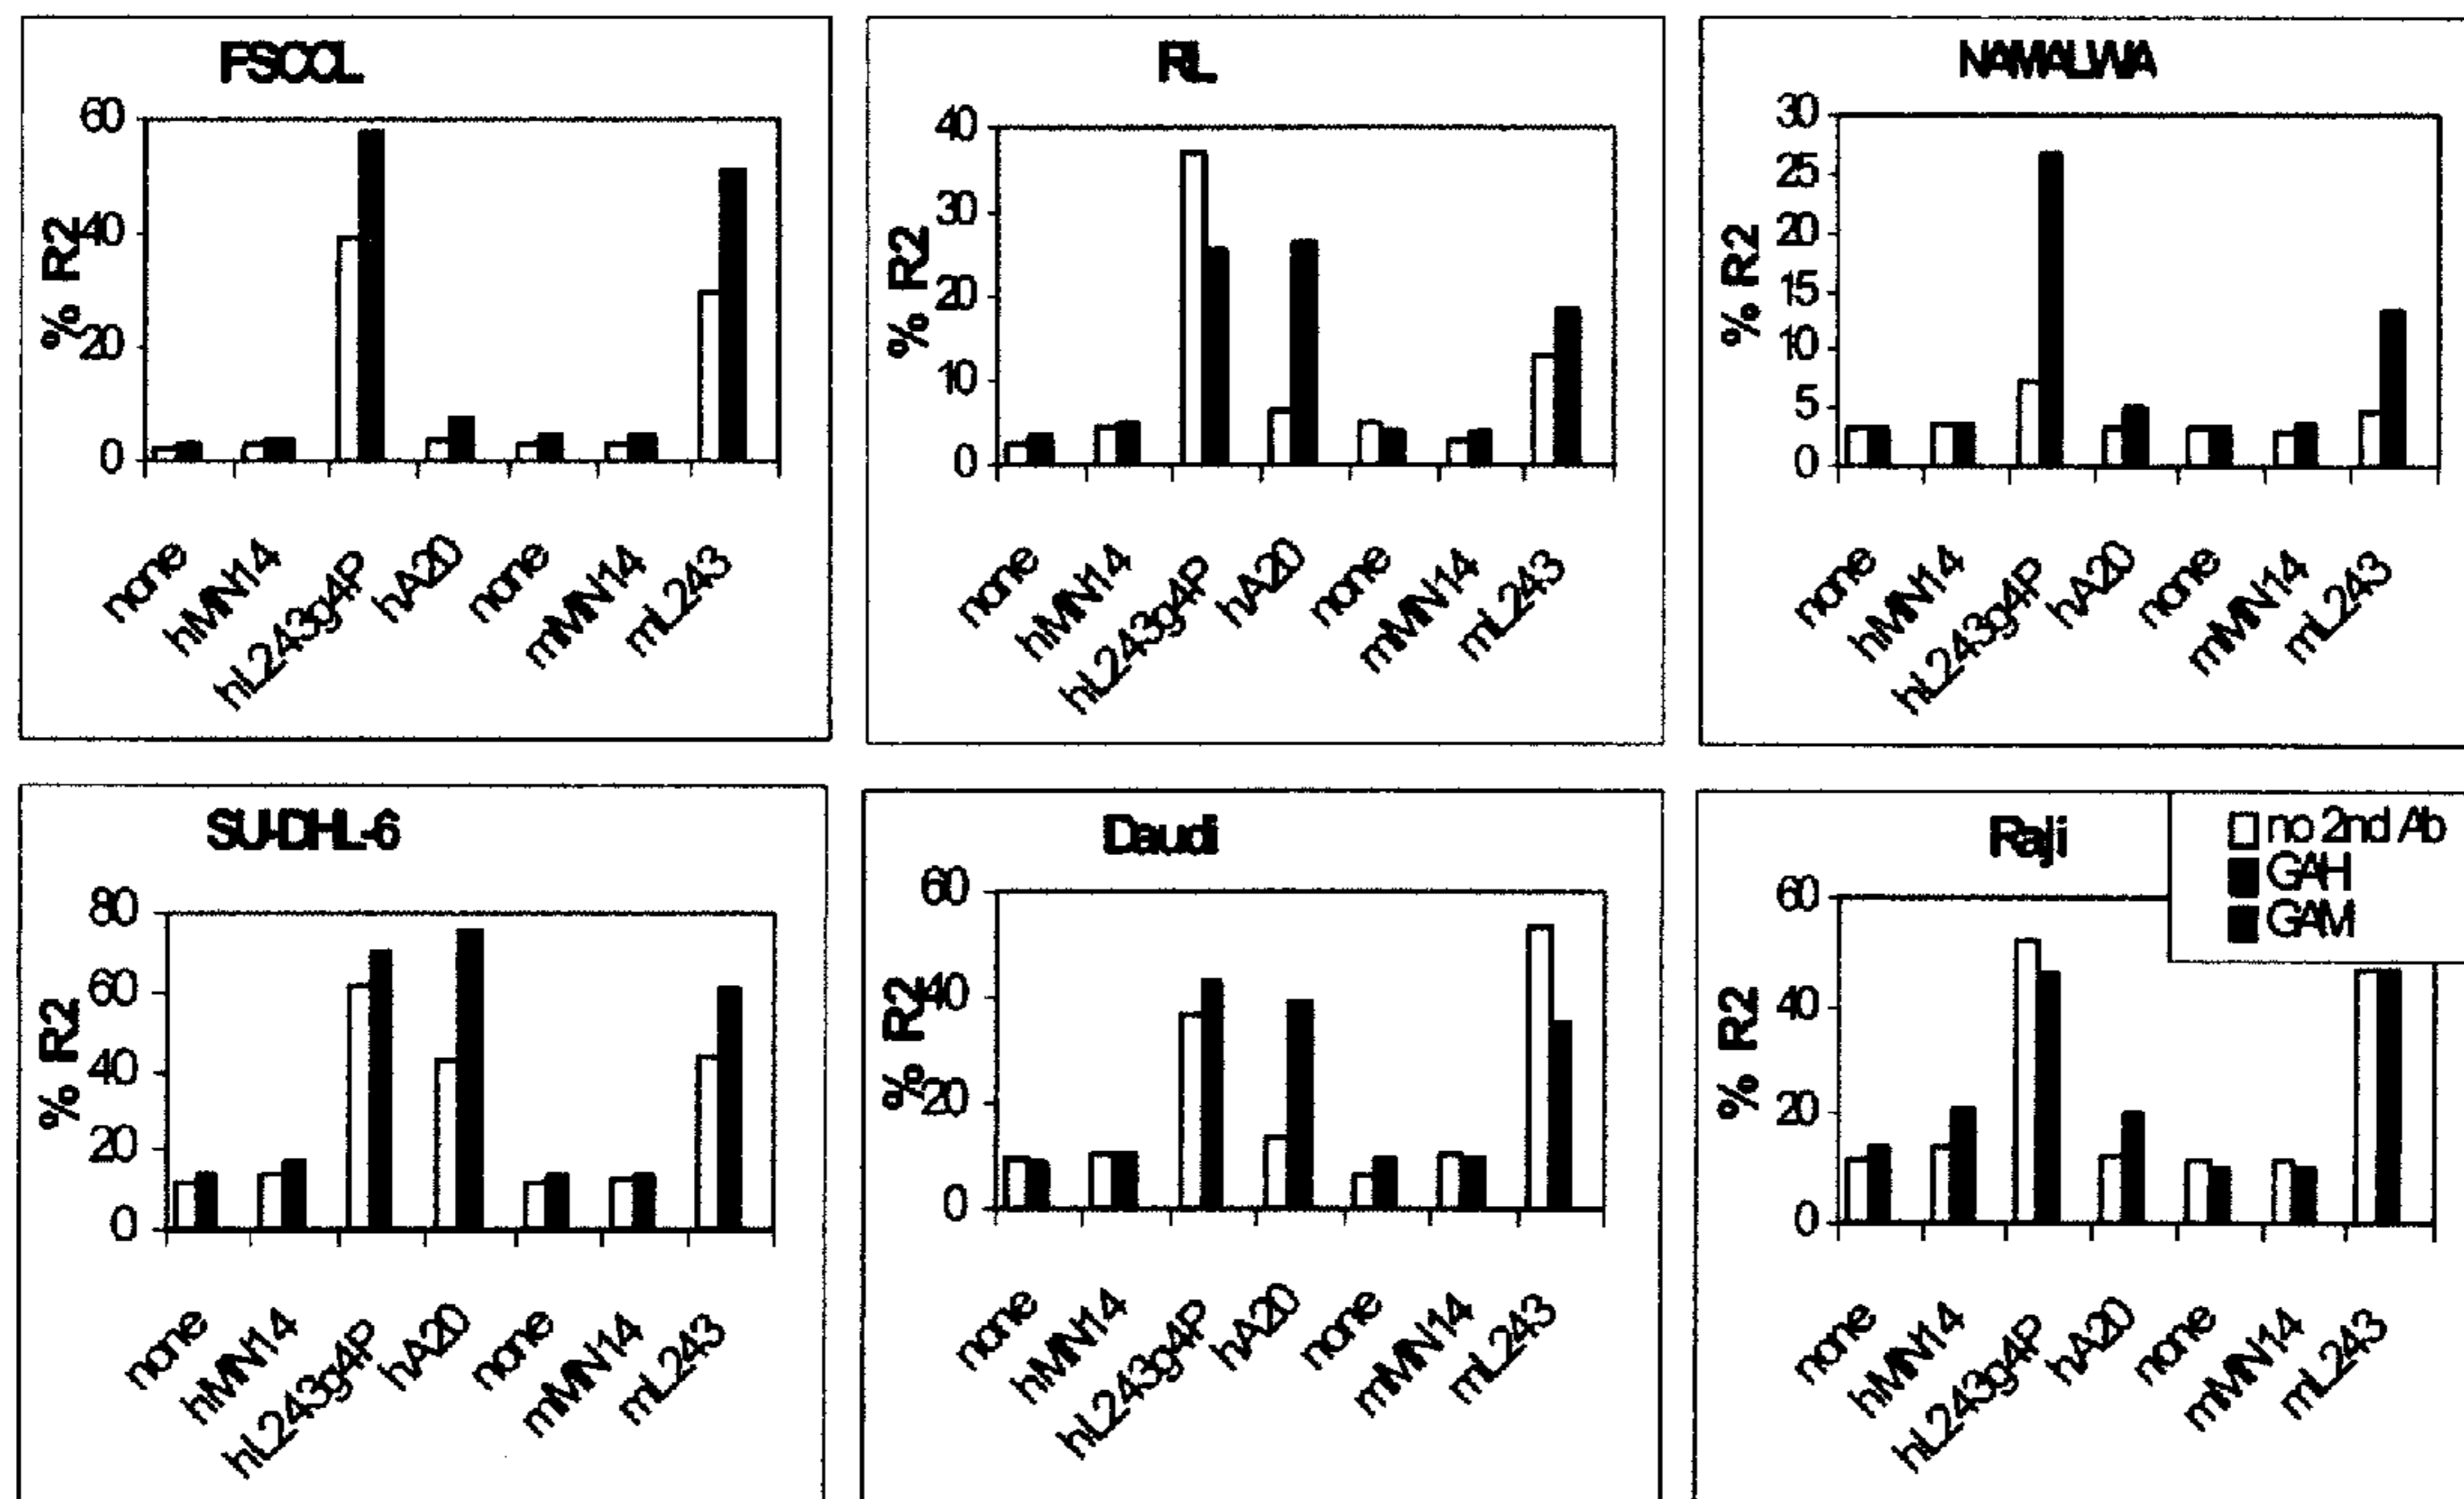 FSCCL
60
40
20
0
% R2
none
hMN14
hL243g4P
hA20
none
mMN14
mL243
RL
40
30
20
10
0
% R2
none
hMN14
hL243g4P
hA20
none
mMN14
mL243
NAMALWA
30
25
20
15
10
5
0
% R2
none
hMN14
hL243g4P
hA20
none
mMN14
mL243
SU-DHL-6
80
60
40
20
0
% R2
none
hMN14
hL243g4P
hA20
none
mMN14
mL243
Daudi
60
40
20
0
% R2
none
hMN14
hL243g4P
hA20
none
mMN14
mL243
Raji
no 2nd Ab
GAH
GAM
60
40
20
0
% R2
none
hMN14
hL243g4P
hA20
none
mMN14
mL243